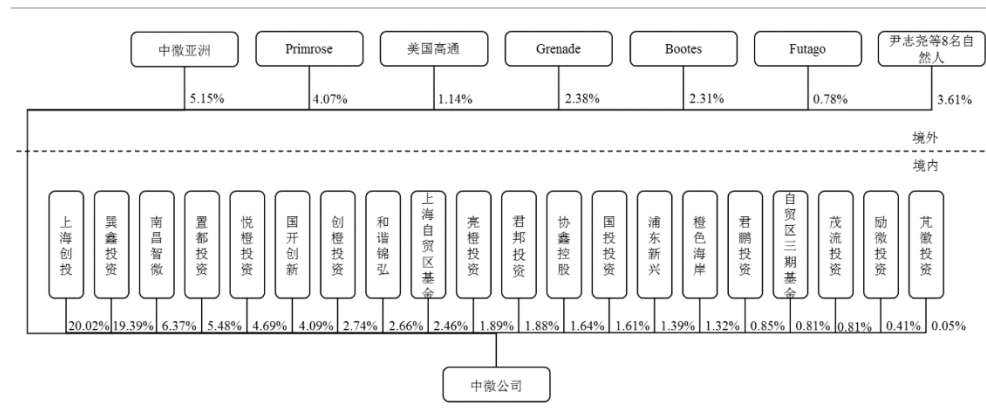 中微亚洲
Primrose
美国高通
Grenade
Bootes
Futago
尹志尧等8名自
然人
5.15%
4.07%
1.14%
2.38%
2.31%
0.78%
3.61%
境外
境内
上海创投
巽鑫投资
南昌智微
置都投资
悦橙投资
国开创新
创橙投资
和谐锦弘
上海自贸区基金
亮橙投资
君邦投资
协鑫控股
国投投资
浦东新兴
橙色海岸
君鹏投资
自贸区三期基金
茂流投资
励微投资
芃徽投资
20.02%
19.39%
6.37%
5.48%
4.69%
4.09%
2.74%
2.66%
2.46%
1.89%
1.88%
1.64%
1.61%
1.39%
1.32%
0.85%
0.81%
0.81%
0.41%
0.05%
中微公司